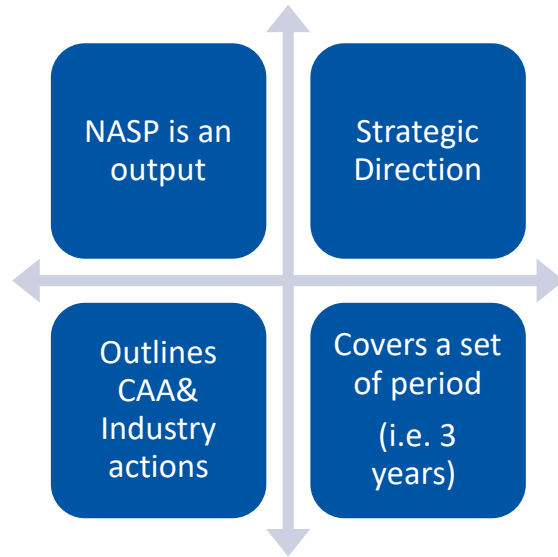 NASP is an
output
Strategic
Direction
Outlines
CAA&
Industry
actions
Covers a set
of period
(i.e. 3
years)